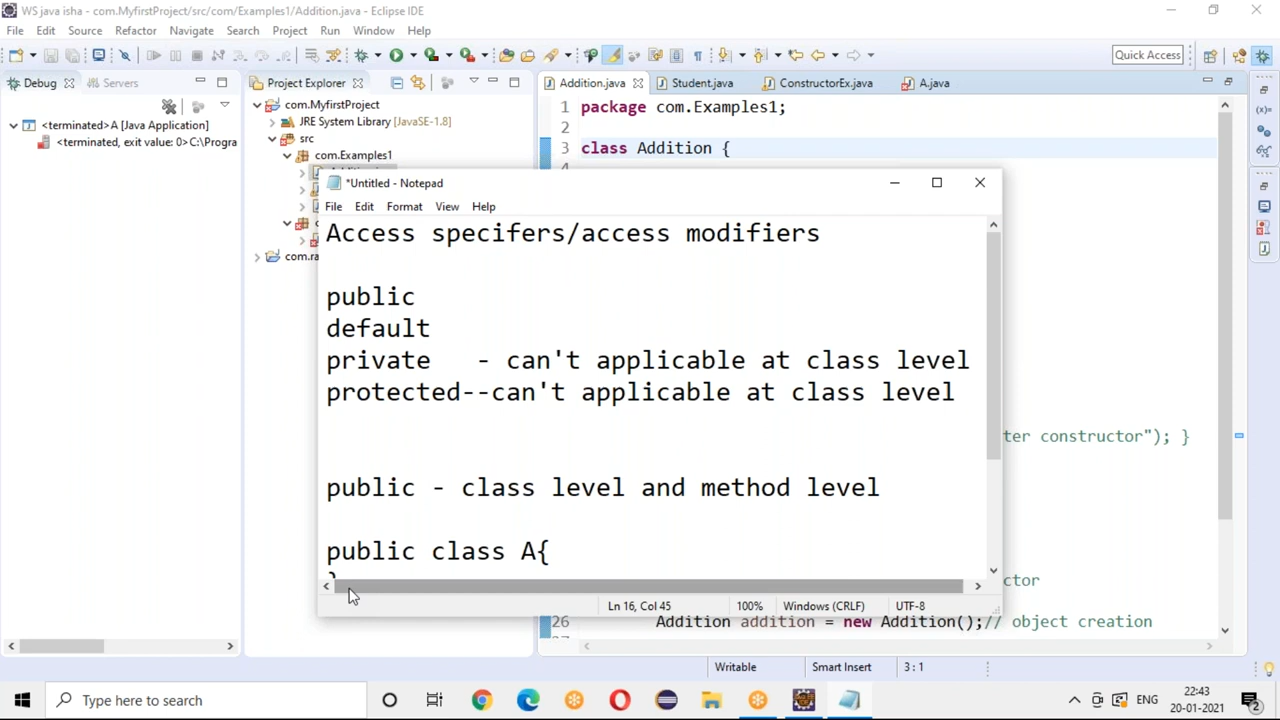 WS java isha - com.MyfirstProject/src/com/Examples1/Addition.java - Eclipse IDE
File Edit Source Refactor Navigate Search Project Run Window Help
Quick Access
Debug Servers
Project Explorer
Addition.java Student.java ConstructorEx.java A.java
<terminated>A [Java Application]
<terminated, exit value: 0>C:\Progra
com.MyfirstProject
JRE System Library [JavaSE-1.8]
src
com.Examples1
com.ra
1 package com.Examples1;
2
3 class Addition {
*Untitled - Notepad
File Edit Format View Help
Access specifers/access modifiers
public
default
private - can't applicable at class level
protected--can't applicable at class level
public - class level and method level
public class A{
}
Ln 16, Col 45 100% Windows (CRLF) UTF-8
ter constructor"); }
ctor
26 Addition addition = new Addition();// object creation
Writable Smart Insert 3 : 1
Type here to search
ENG
22:43
20-01-2021
2